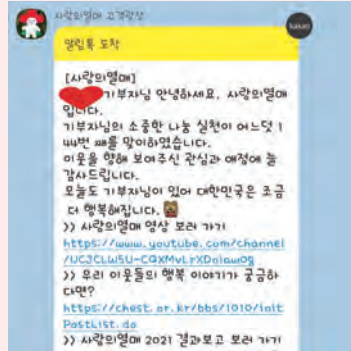 사랑의열매 고객광장
kakao
알림톡 도착
[사랑의열매]
기부자님 안녕하세요. 사랑의열매
입니다.
기부자님의 소중한 나눔 실천이 어느덧 1
44번 째를 맞이하였습니다.
이웃을 향해 보여주신 관심과 애정에 늘
감사드립니다.
오늘도 기부자님이 있어 대한민국은 조금
더 행복해집니다.
>> 사랑의열매 영상 보러 가기
https://www.youtube.com/channel
/UCJCLW5U-CQXMvLrXDolawog
>> 우리 이웃들의 행복 이야기가 궁금하
다면?
https://chest.or.kr/bbs/1010/init
PostList.do
>> 사랑의열매 2021 결과보고 보러 가기